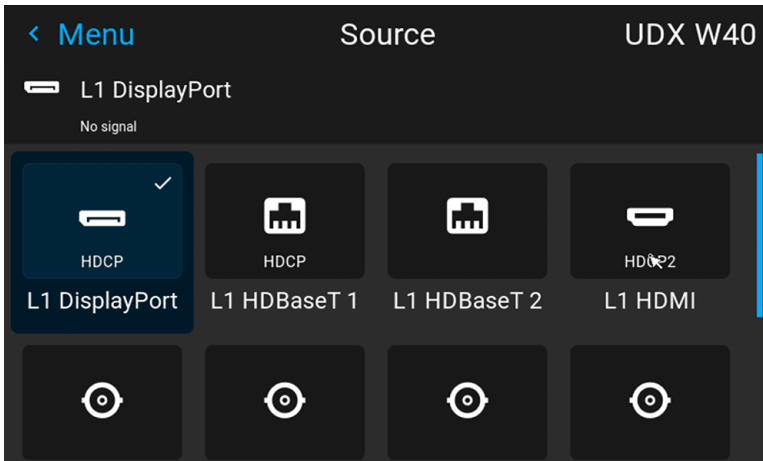 Menu Source UDX W40
L1 DisplayPort
No signal
HDCP HDCP HDCP2
L1 DisplayPort L1 HDBaseT 1 L1 HDBaseT 2 L1 HDMI